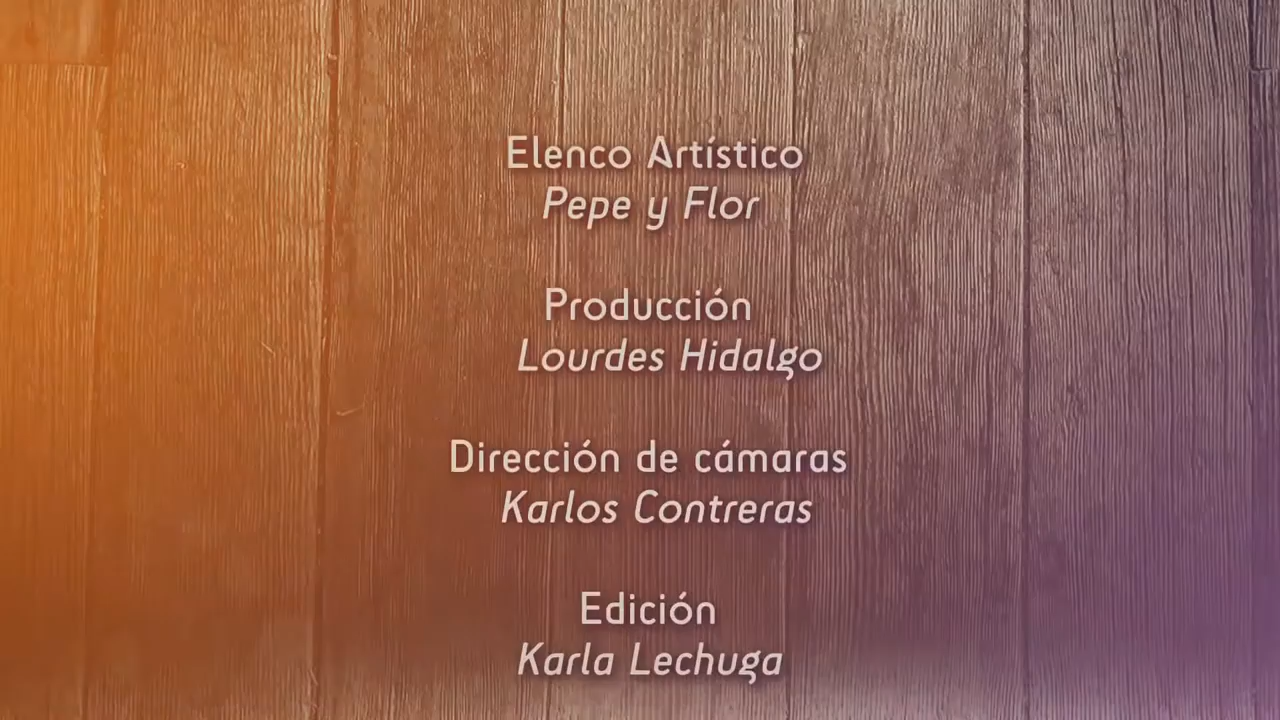 Elenco Artístico
Pepe y Flor
Producción
Lourdes Hidalgo
Dirección de cámaras
Karlos Contreras
Edición
Karla Lechuga